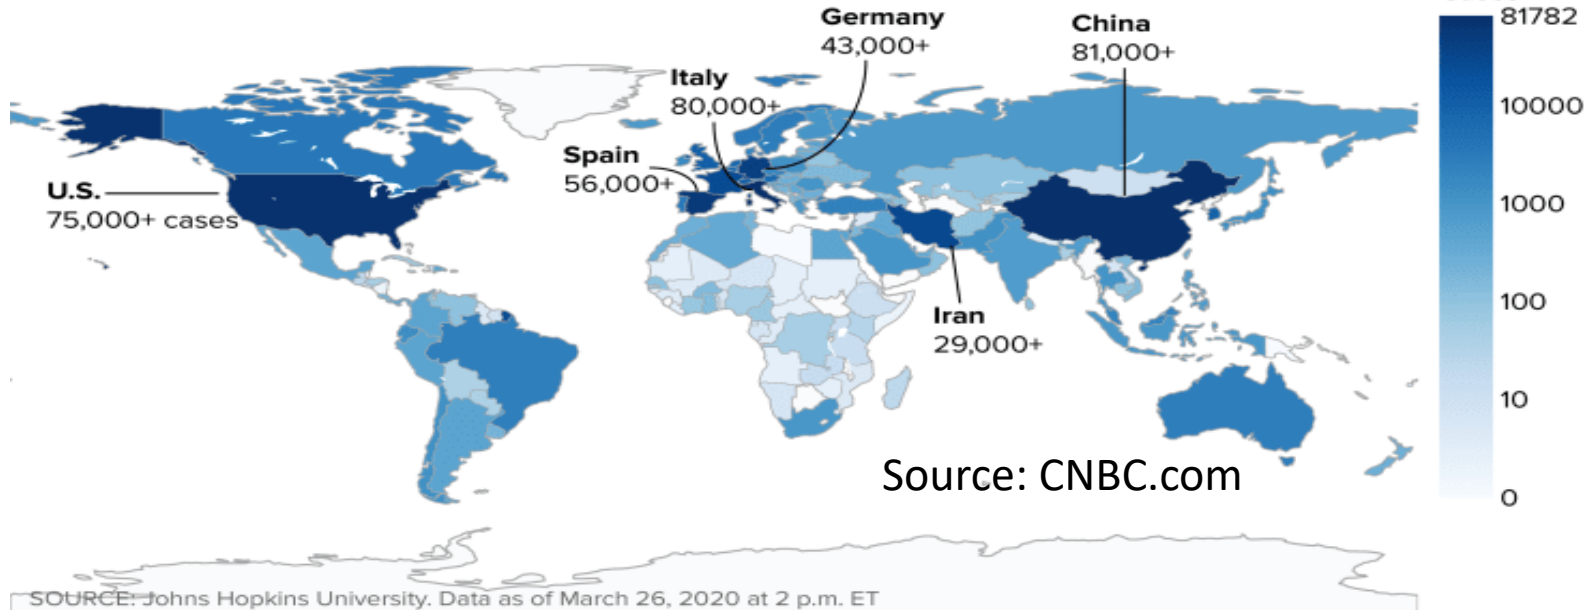 Germany
43,000+
China
81,000+
Italy
80,000+
Spain
56,000+
U.S.
75,000+ cases
Iran
29,000+
81782
10000
1000
100
10
0
Source: CNBC.com
SOURCE: Johns Hopkins University. Data as of March 26, 2020 at 2 p.m. ET